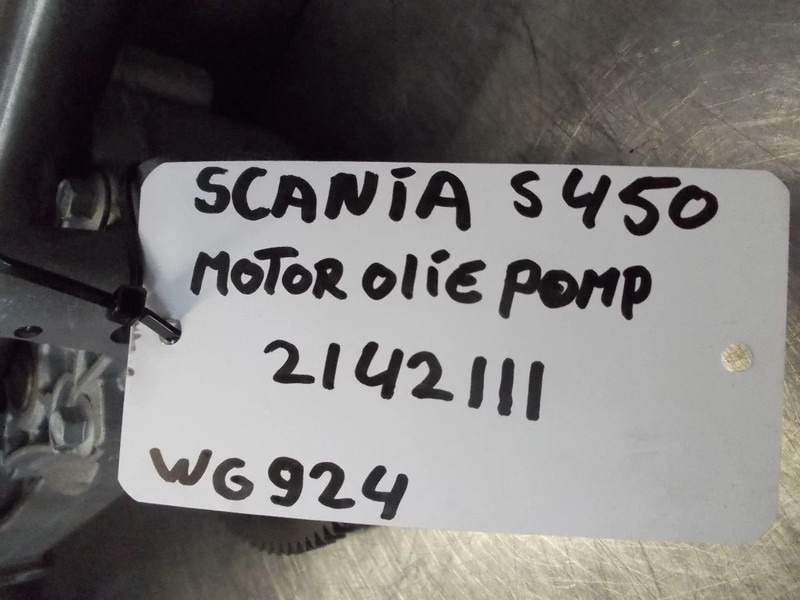 SCANiA S450
MOTOR OliE POMP
2142111
WG924